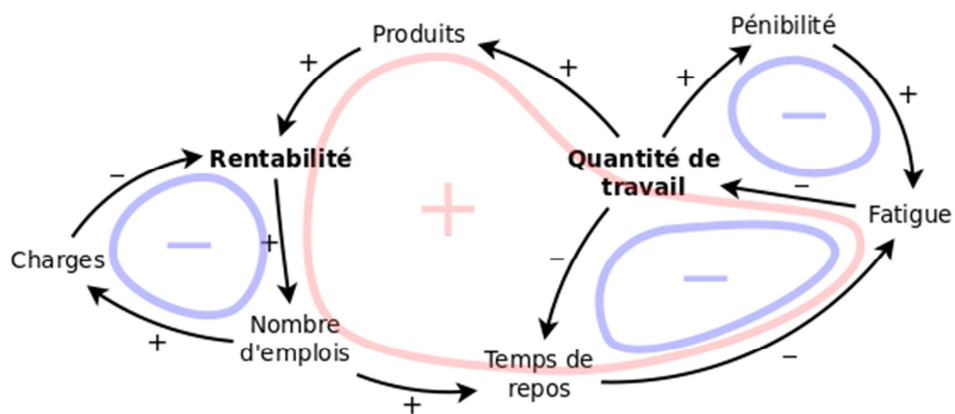 Pénibilité
Produits
+
+
+
+
−
Rentabilité
Quantité de
travail
−
−
+
Fatigue
+
−
Charges
−
−
−
Nombre
d'emplois
+
Temps de
repos
−
+